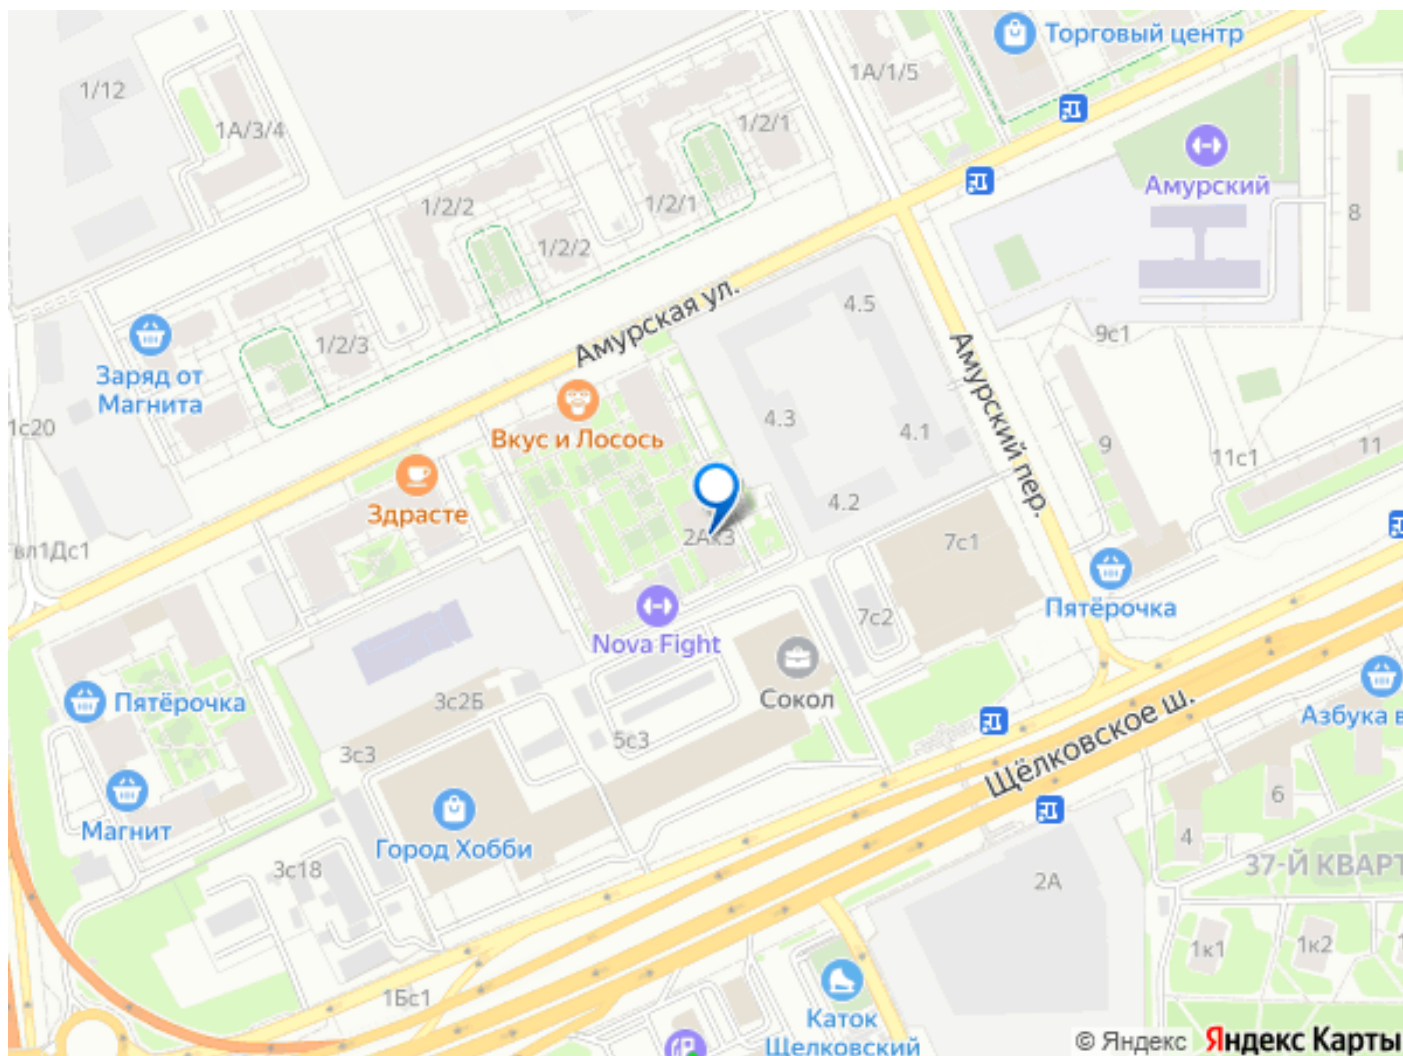 Торговый центр
1/12
1А/1/5
1А/3/4
1/2/1
Амурский
1/2/2
1/2/1
8
1/2/2
4.5
Амурская ул.
9с1
1/2/3
Заряд от
Магнита
Амурский пер.
1с20
Вкус и Лосось
4.3
4.1
9
11с1
11
Здрасте
4.2
2Ак3
7с1
вл1Дс1
Пятёрочка
7с2
Nova Fight
Сокол
Пятёрочка
3с2Б
Азбука в
5с3
3с3
Щёлковское ш.
6
Магнит
4
Город Хобби
3с18
37-Й КВАРТ
2А
1к1
1к2
1Бс1
Каток
Щелковский
© Яндекс Яндекс Карты